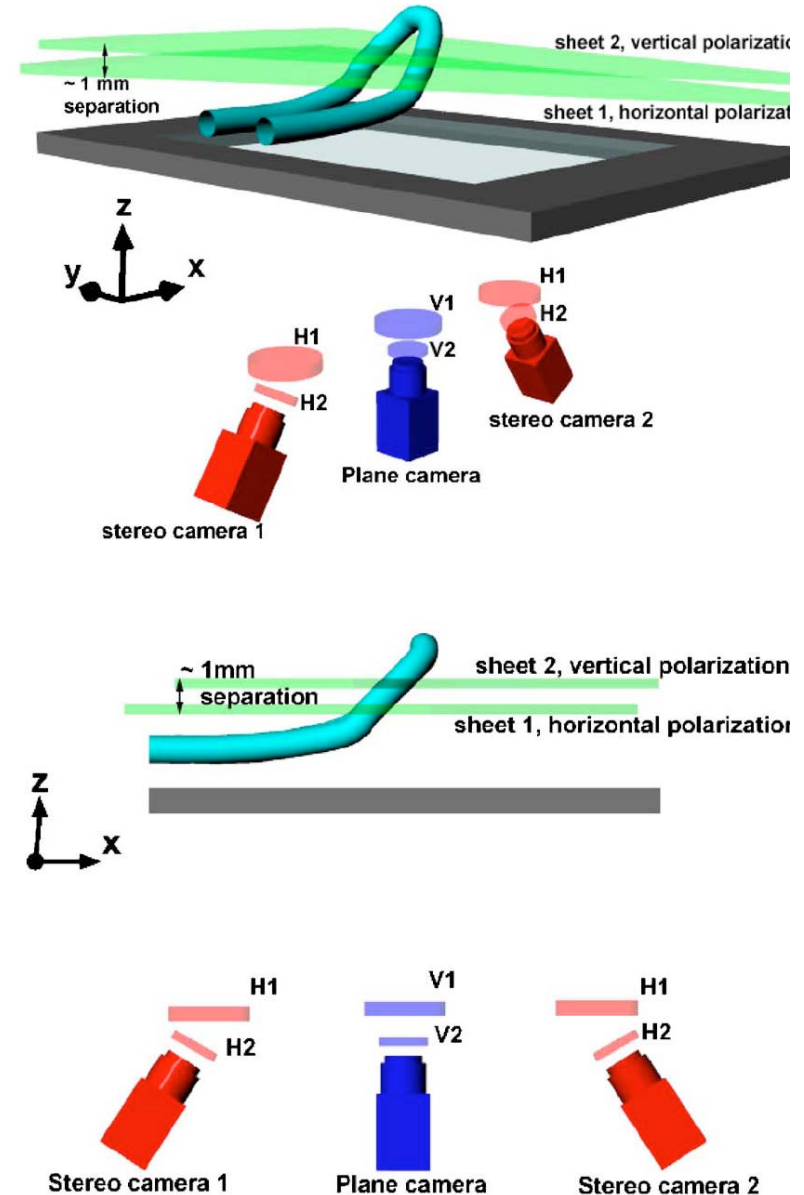 sheet 2, vertical polarizatio
~ 1 mm
separation
sheet 1, horizontal polarizat
z
y
x
H1
V1
H2
H1
V2
H2
stereo camera 2
Plane camera
stereo camera 1
~ 1mm
separation
sheet 2, vertical polarization
sheet 1, horizontal polarization
z
x
H1
V1
H1
H2
V2
H2
Stereo camera 1
Plane camera
Stereo camera 2